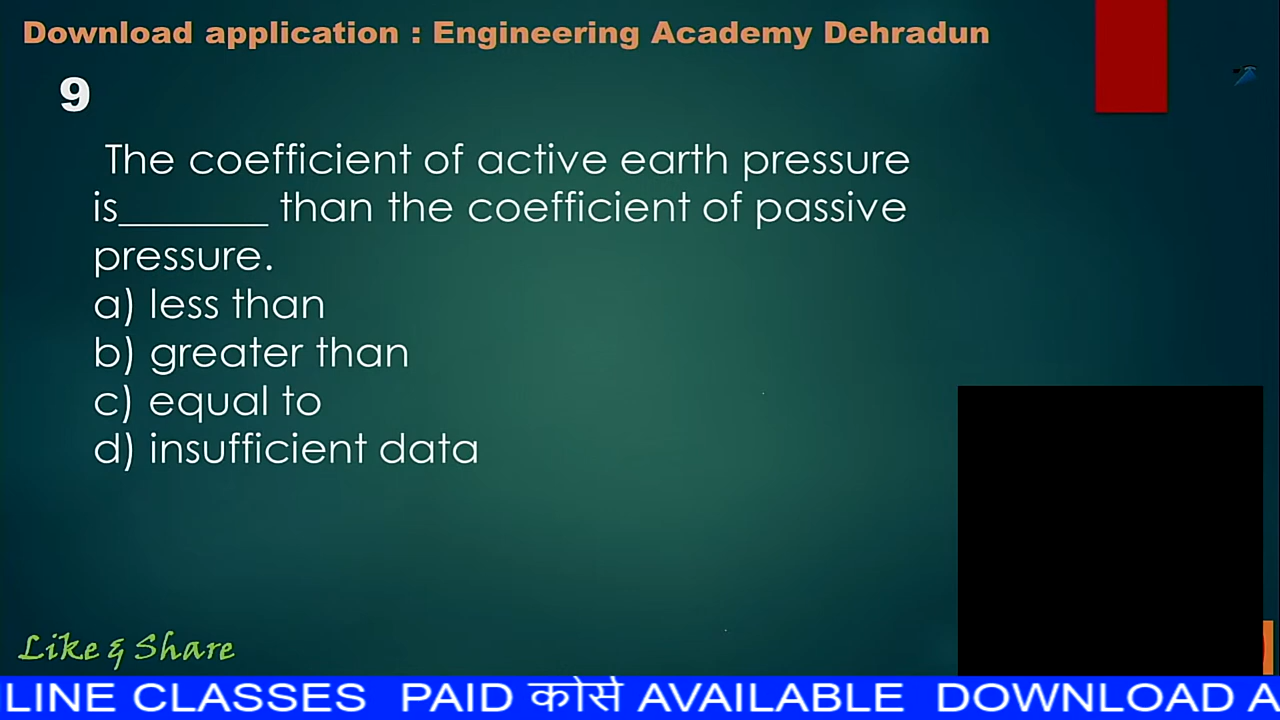 Download application : Engineering Academy Dehradun
9
The coefficient of active earth pressure
is_______ than the coefficient of passive
pressure.
a) less than
b) greater than
c) equal to
d) insufficient data
Like & Share
LINE CLASSES PAID कोर्स AVAILABLE DOWNLOAD A